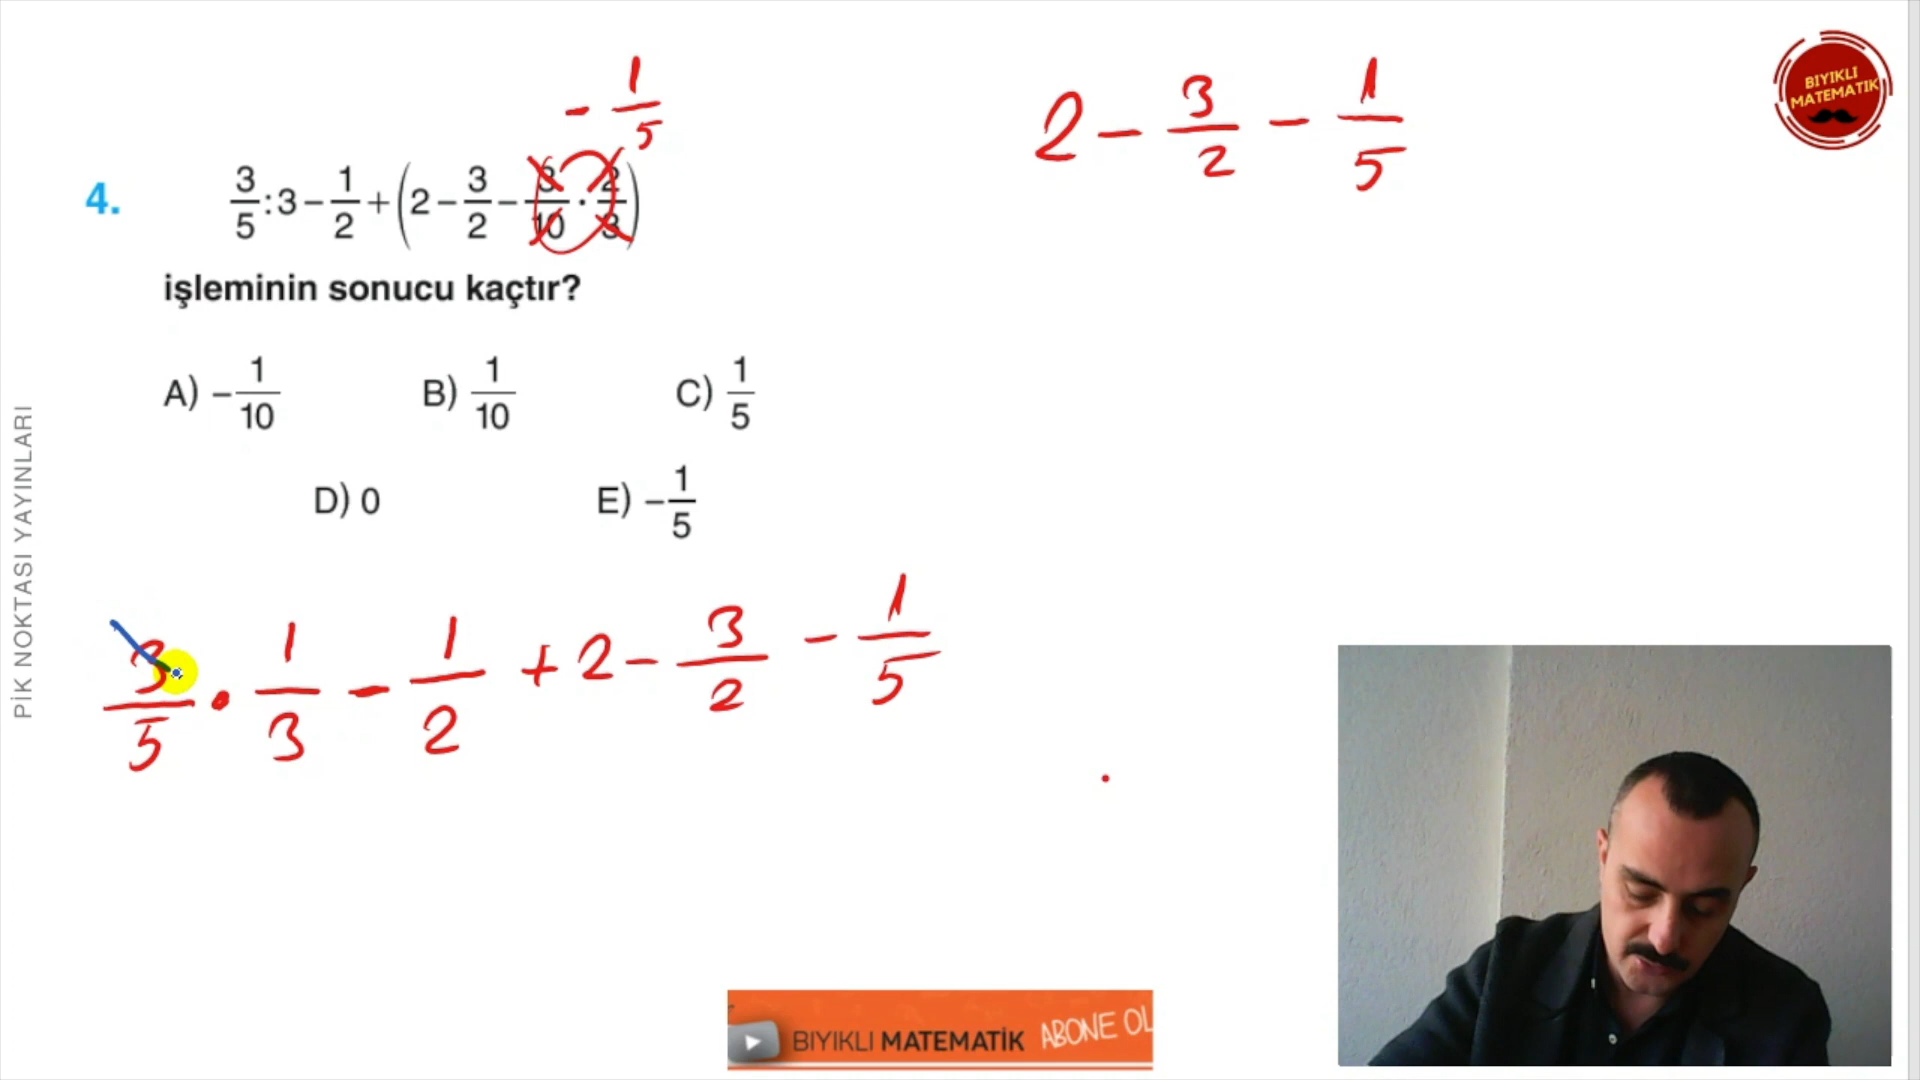 - 1/5
2 - 3/2 - 1/5
BIYIKLI
MATEMATIK
4. 3/5 : 3 - 1/2 + (2 - 3/2 - 3/10 · 2/3)
işleminin sonucu kaçtır?
A) -1/10 B) 1/10 C) 1/5
D) 0 E) -1/5
PİK NOKTASI YAYINLARI
3/5 · 1/3 - 1/2 + 2 - 3/2 - 1/5
BIYIKLI MATEMATİK ABONE OL